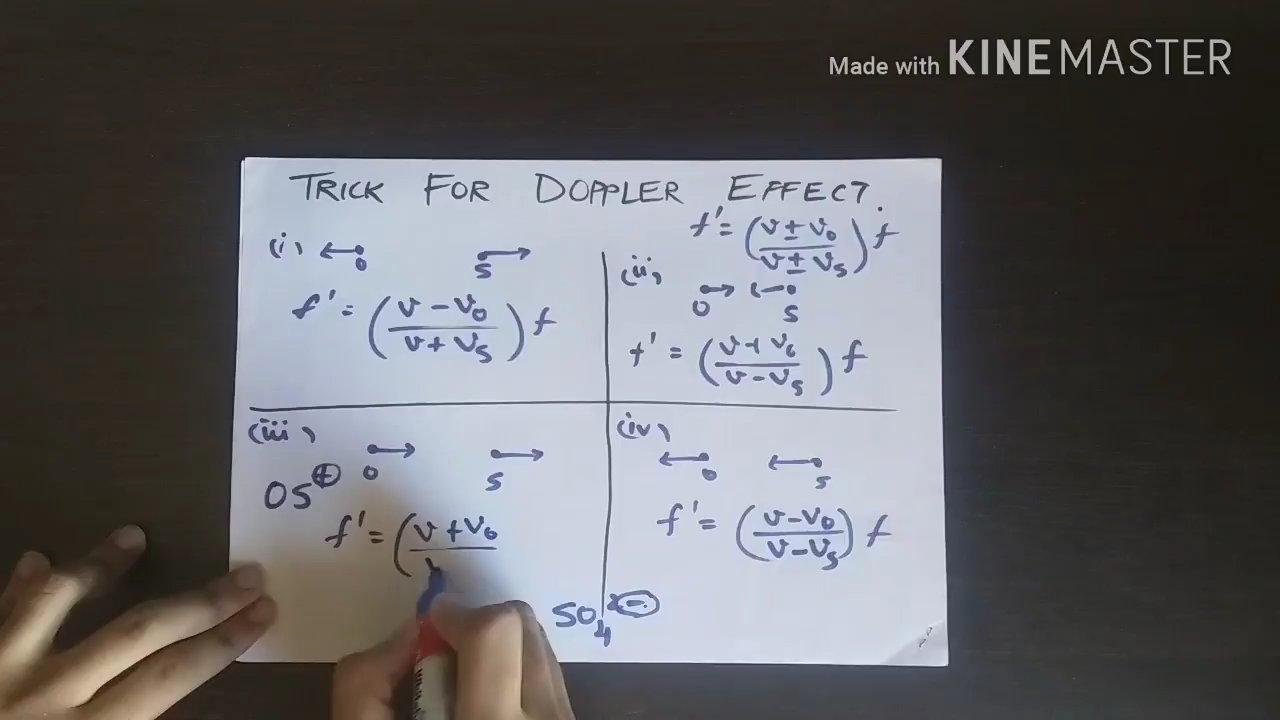 Made with KINEMASTER
TRICK FOR DOPPLER EFFECT.
f' = (v ± v₀ / v ± vₛ) f
(i)
o s
f' = (v - v₀ / v + vₛ) f
(ii)
o s
f' = (v + v₀ / v - vₛ) f
(iii)
o s
OS⊕
f' = (v + v₀ /
(iv)
o s
f' = (v - v₀ / v - vₛ) f
SO₄⊖